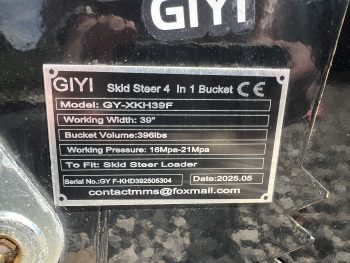 GIYI
GIYI Skid Steer 4 In 1 Bucket CE
Model: GY-XKH39F
Working Width: 39"
Bucket Volume:396lbs
Working Pressure: 16Mpa-21Mpa
To Fit: Skid Steer Loader
Serial No.:GY F-KHD392505304 Date:2025.05
contactmms@foxmail.com